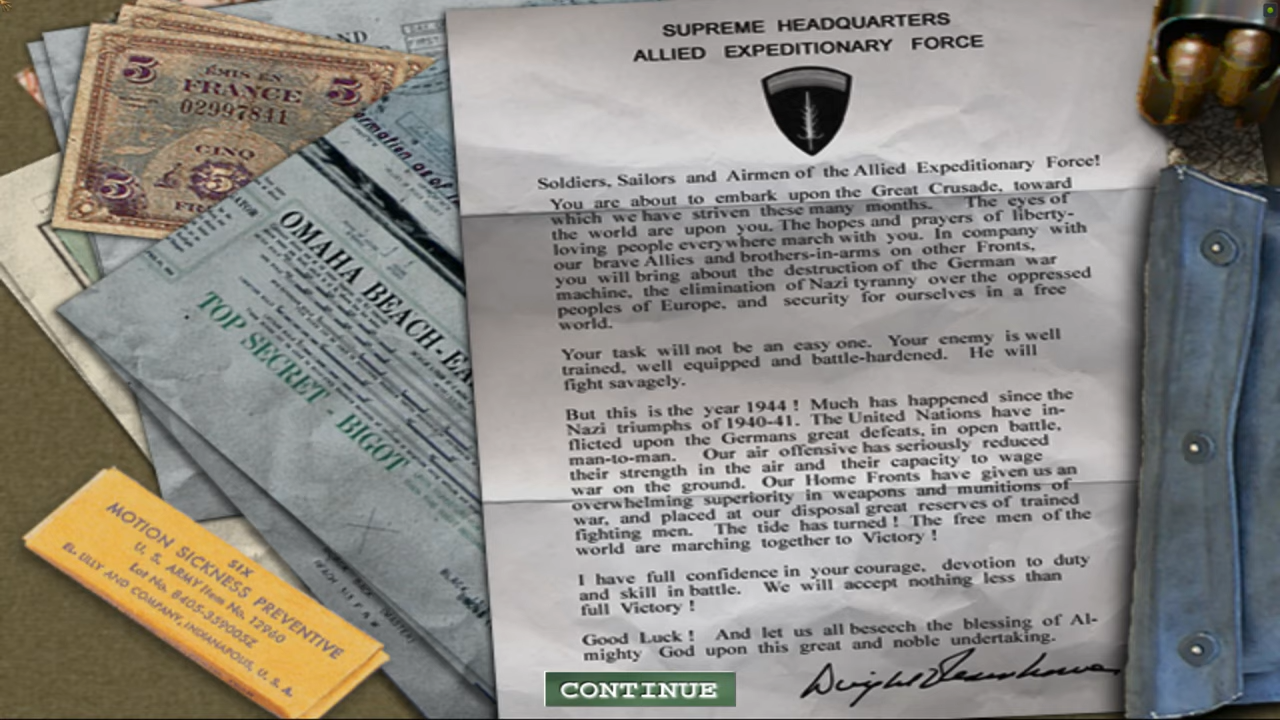 SUPREME HEADQUARTERS
ALLIED EXPEDITIONARY FORCE
Soldiers, Sailors and Airmen of the Allied Expeditionary Force!
You are about to embark upon the Great Crusade, toward
which we have striven these many months. The eyes of
the world are upon you. The hopes and prayers of liberty-
loving people everywhere march with you. In company with
our brave Allies and brothers-in-arms on other Fronts,
you will bring about the destruction of the German war
machine, the elimination of Nazi tyranny over the oppressed
peoples of Europe, and security for ourselves in a free
world.
Your task will not be an easy one. Your enemy is well
trained, well equipped and battle-hardened. He will
fight savagely.
But this is the year 1944 ! Much has happened since the
Nazi triumphs of 1940-41. The United Nations have in-
flicted upon the Germans great defeats, in open battle,
man-to-man. Our air offensive has seriously reduced
their strength in the air and their capacity to wage
war on the ground. Our Home Fronts have given us an
overwhelming superiority in weapons and munitions of
war, and placed at our disposal great reserves of trained
fighting men. The tide has turned ! The free men of the
world are marching together to Victory !
I have full confidence in your courage, devotion to duty
and skill in battle. We will accept nothing less than
full Victory !
Good Luck ! And let us all beseech the blessing of Al-
mighty God upon this great and noble undertaking.
Dwight D Eisenhower
CONTINUE
5 5
ÉMIS EN
FRANCE
02997841
CINQ
5 5
OMAHA BEACH-E
TOP SECRET - BIGOT
SIX
MOTION SICKNESS PREVENTIVE
U. S. ARMY Item No. 12960
Lot No. 8405-359005Z
ELI LILLY AND COMPANY, INDIANAPOLIS, U. S. A.